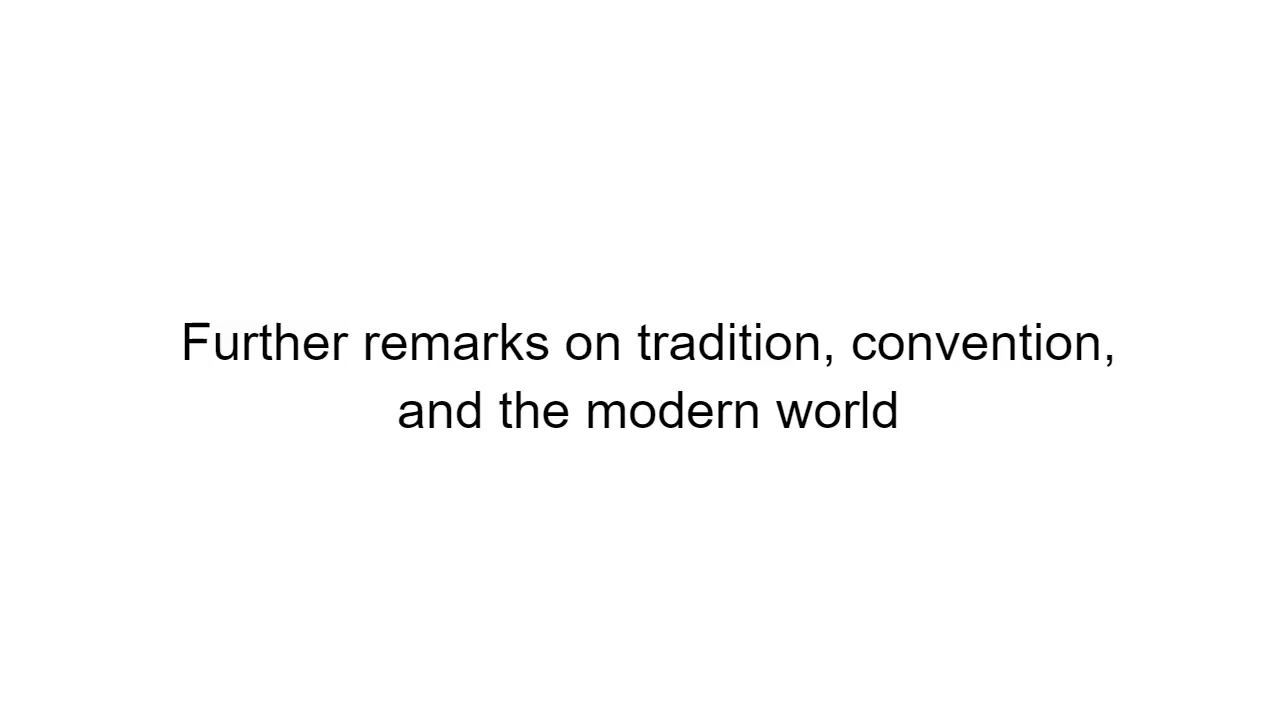 Further remarks on tradition, convention,
and the modern world